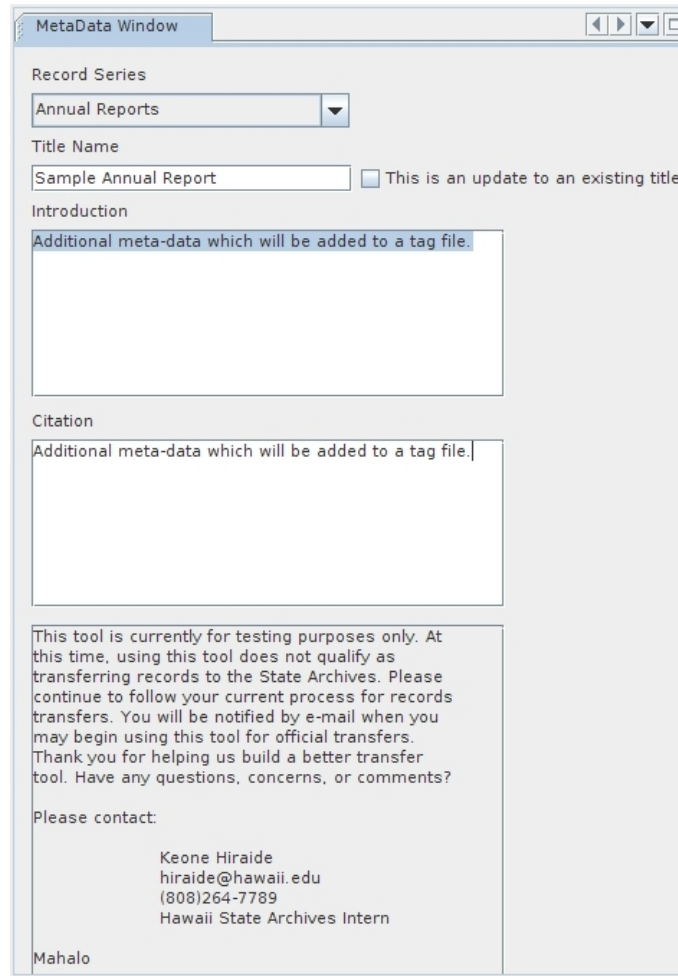 MetaData Window
Record Series
Annual Reports
Title Name
Sample Annual Report
This is an update to an existing title
Introduction
Additional meta-data which will be added to a tag file.
Citation
Additional meta-data which will be added to a tag file.
This tool is currently for testing purposes only. At
this time, using this tool does not qualify as
transferring records to the State Archives. Please
continue to follow your current process for records
transfers. You will be notified by e-mail when you
may begin using this tool for official transfers.
Thank you for helping us build a better transfer
tool. Have any questions, concerns, or comments?
Please contact:
Keone Hiraide
hiraide@hawaii.edu
(808)264-7789
Hawaii State Archives Intern
Mahalo